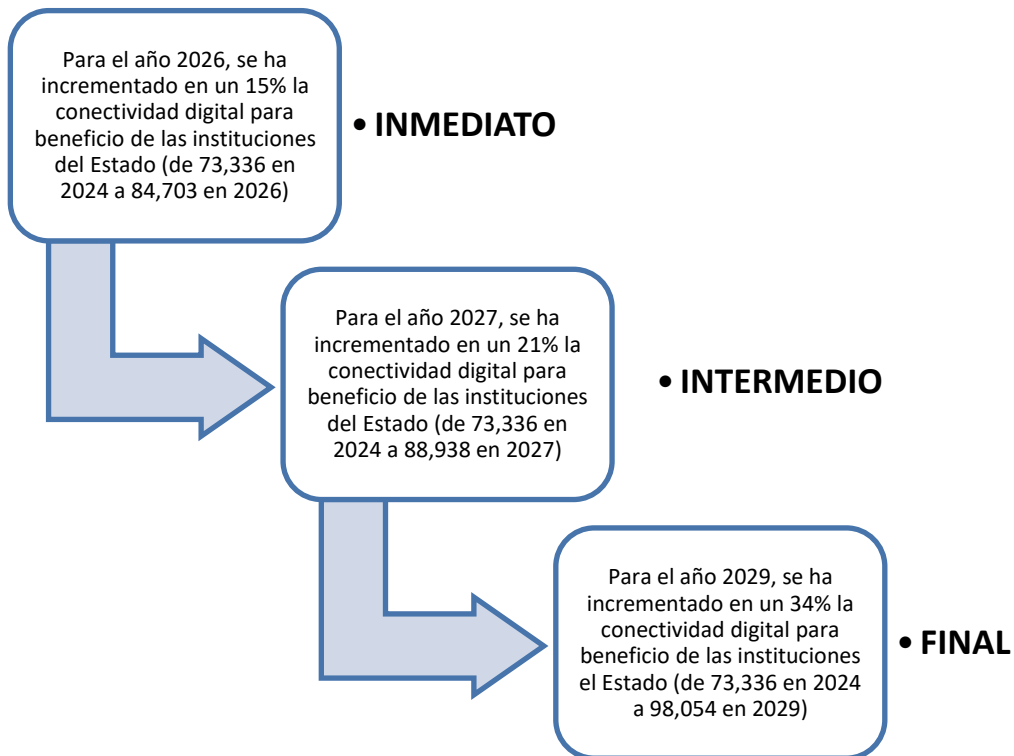 Para el año 2026, se ha
incrementado en un 15% la
conectividad digital para
beneficio de las instituciones
del Estado (de 73,336 en
2024 a 84,703 en 2026)
• INMEDIATO
Para el año 2027, se ha
incrementado en un 21% la
conectividad digital para
beneficio de las instituciones
del Estado (de 73,336 en
2024 a 88,938 en 2027)
• INTERMEDIO
Para el año 2029, se ha
incrementado en un 34% la
conectividad digital para
beneficio de las instituciones
el Estado (de 73,336 en 2024
a 98,054 en 2029)
• FINAL